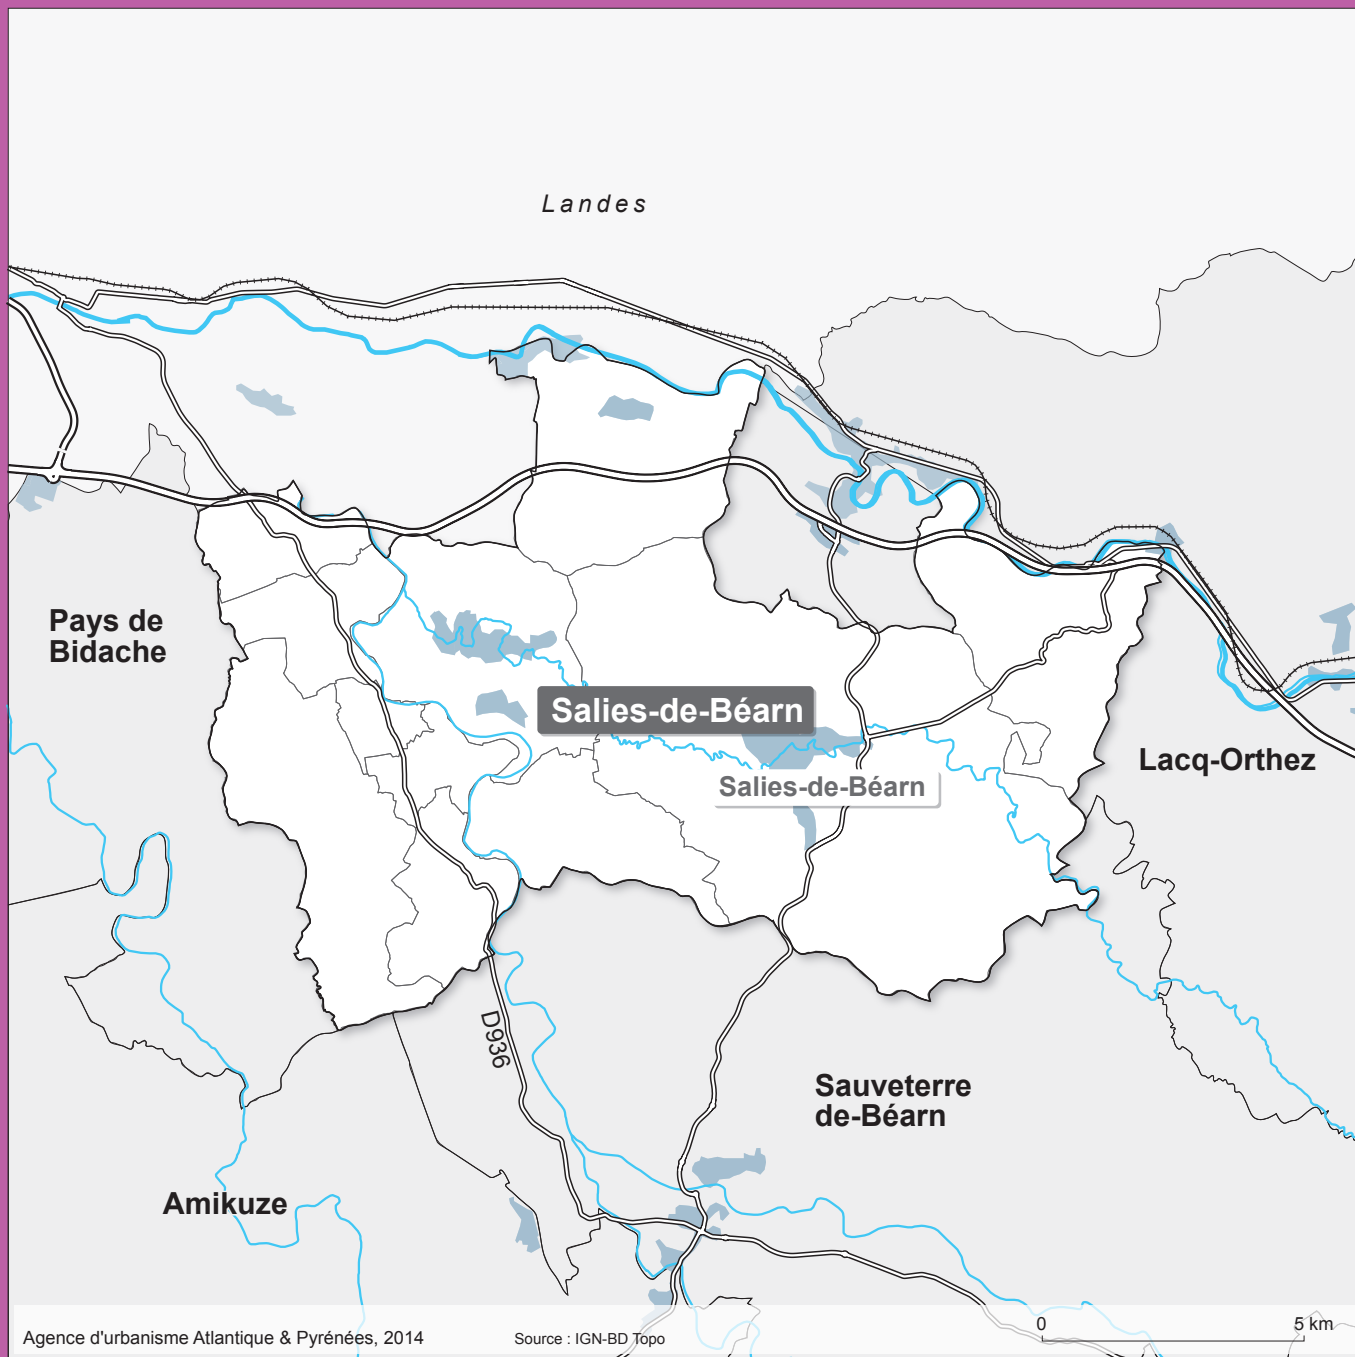 Landes
Pays de
Bidache
Salies-de-Béarn
Salies-de-Béarn
Lacq-Orthez
D936
Sauveterre
de-Béarn
Amikuze
Agence d'urbanisme Atlantique & Pyrénées, 2014
Source : IGN-BD Topo
0
5 km